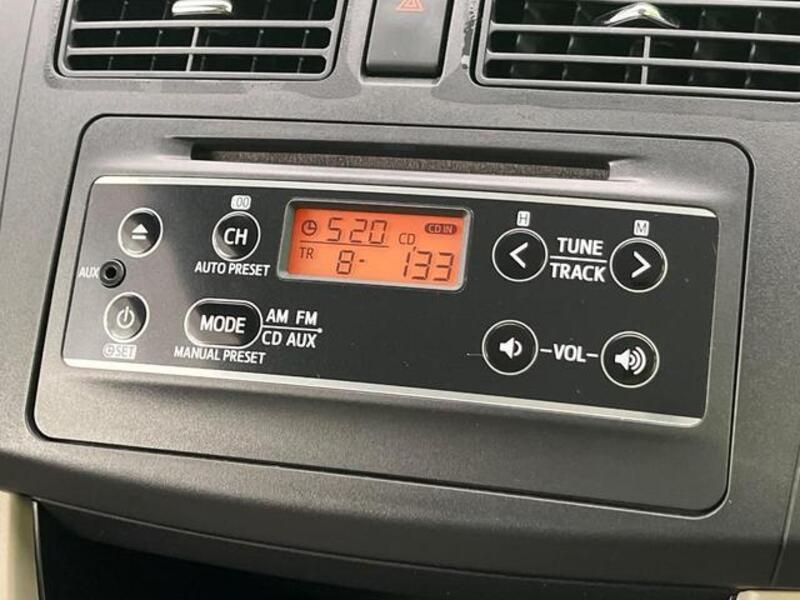 :00
CH
AUTO PRESET
AUX
SET
MODE
AM FM
CD AUX
MANUAL PRESET
5:20
CD IN
CD
TR
8- 1'33
H
M
TUNE
TRACK
VOL